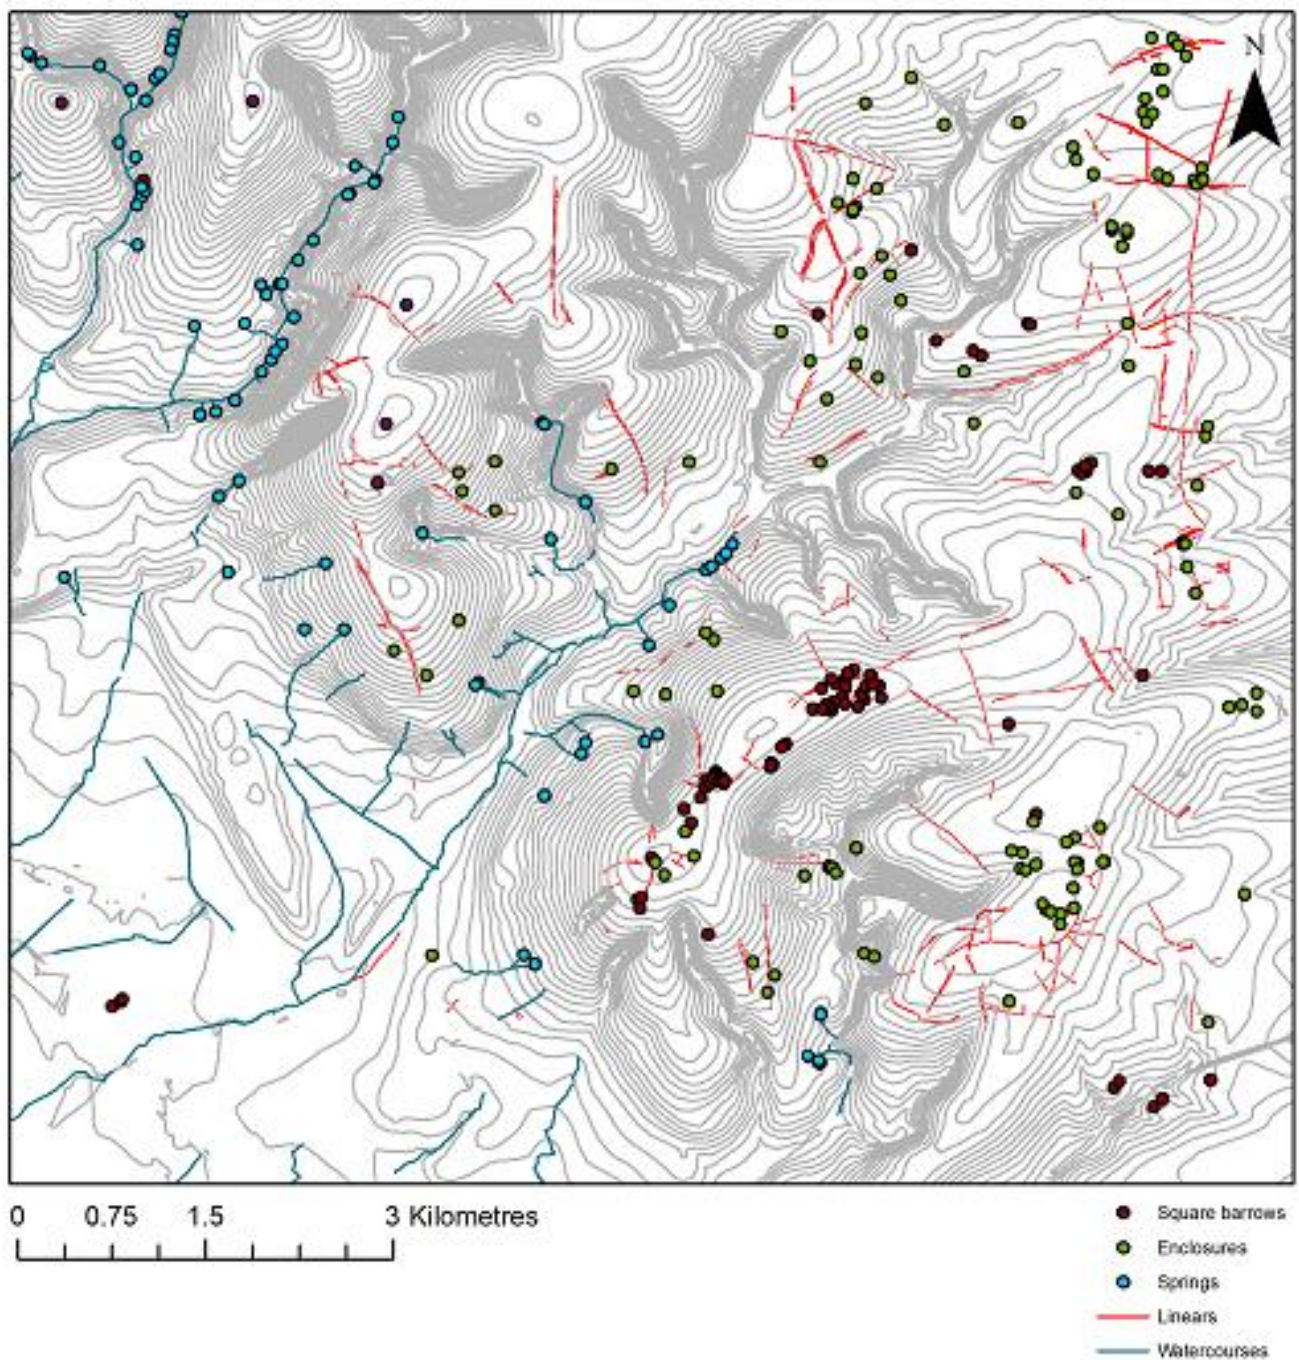 N
0 0.75 1.5 3 Kilometres
Square barrows
Enclosures
Springs
Linears
Watercourses